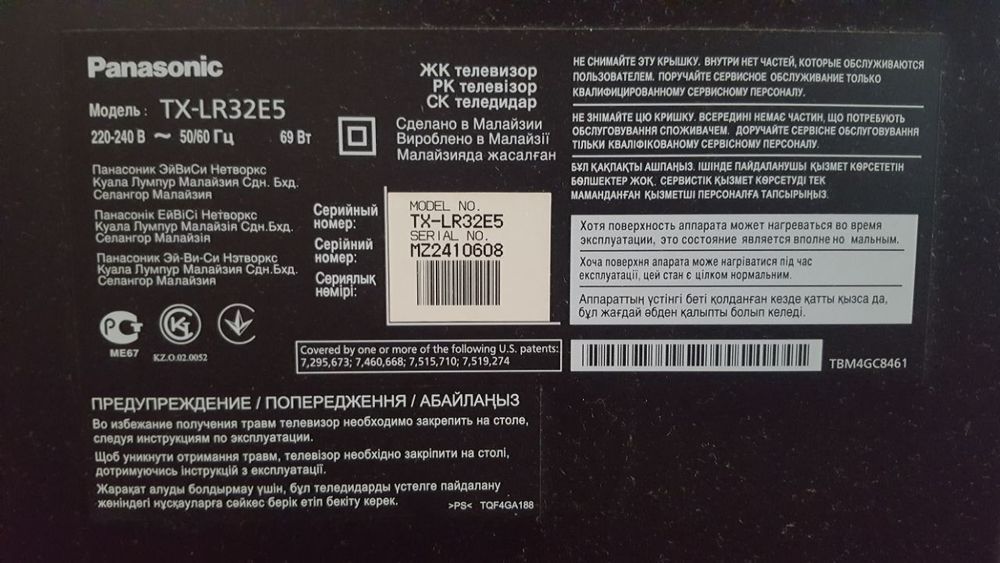 Panasonic
Модель : TX-LR32E5
220-240 В ~ 50/60 Гц 69 Вт
Панасоник ЭйВиСи Нетворкс
Куала Лумпур Малайзия Сдн. Бхд.
Селангор Малайзия
Панасонік ЕйВіСі Нетворкс
Куала Лумпур Малайзія Сдн.Бхд.
Селангор Малайзія
Панасоник Эй-Ви-Си Нэтворкс
Куала Лумпур Малайзия Сдн.Бхд.
Селангор Малайзия
ЖК телевизор
РК телевізор
СК теледидар
Сделано в Малайзии
Вироблено в Малайзії
Малайзияда жасалған
Серийный
номер:
Серійний
номер:
Сериялық
нөмірі:
MODEL NO.
TX-LR32E5
SERIAL NO.
MZ2410608
РСТ
ME67
KZ.O.02.0052
Covered by one or more of the following U.S. patents:
7,295,673; 7,460,668; 7,515,710; 7,519,274
НЕ СНИМАЙТЕ ЭТУ КРЫШКУ. ВНУТРИ НЕТ ЧАСТЕЙ, КОТОРЫЕ ОБСЛУЖИВАЮТСЯ
ПОЛЬЗОВАТЕЛЕМ. ПОРУЧАЙТЕ СЕРВИСНОЕ ОБСЛУЖИВАНИЕ ТОЛЬКО
КВАЛИФИЦИРОВАННОМУ СЕРВИСНОМУ ПЕРСОНАЛУ.
НЕ ЗНІМАЙТЕ ЦЮ КРИШКУ. ВСЕРЕДИНІ НЕМАЄ ЧАСТИН, ЩО ПОТРЕБУЮТЬ
ОБСЛУГОВУВАННЯ СПОЖИВАЧЕМ. ДОРУЧАЙТЕ СЕРВІСНЕ ОБСЛУГОВУВАННЯ
ТІЛЬКИ КВАЛІФІКОВАНОМУ СЕРВІСНОМУ ПЕРСОНАЛУ.
БҰЛ ҚАҚПАҚТЫ АШПАҢЫЗ. ІШІНДЕ ПАЙДАЛАНУШЫ ҚЫЗМЕТ КӨРСЕТЕТІН
БӨЛШЕКТЕР ЖОҚ. СЕРВИСТІК ҚЫЗМЕТ КӨРСЕТУДІ ТЕК
МАМАНДАНҒАН ҚЫЗМЕТШІ ПЕРСОНАЛҒА ТАПСЫРЫҢЫЗ.
Хотя поверхность аппарата может нагреваться во время
эксплуатации, это состояние является вполне но мальным.
Хоча поверхня апарата може нагріватися під час
експлуатації, цей стан є цілком нормальним.
Аппараттың үстінгі беті қолданған кезде қатты қызса да,
бұл жағдай әбден қалыпты болып келеді.
TBM4GC8461
ПРЕДУПРЕЖДЕНИЕ / ПОПЕРЕДЖЕННЯ / АБАЙЛАҢЫЗ
Во избежание получения травм телевизор необходимо закрепить на столе,
следуя инструкциям по эксплуатации.
Щоб уникнути отримання травм, телевізор необхідно закріпити на столі,
дотримуючись інструкцій з експлуатації.
Жарақат алуды болдырмау үшін, бұл теледидарды үстелге пайдалану
жөніндегі нұсқауларға сәйкес берік етіп бекіту керек.
>PS< TQF4GA188